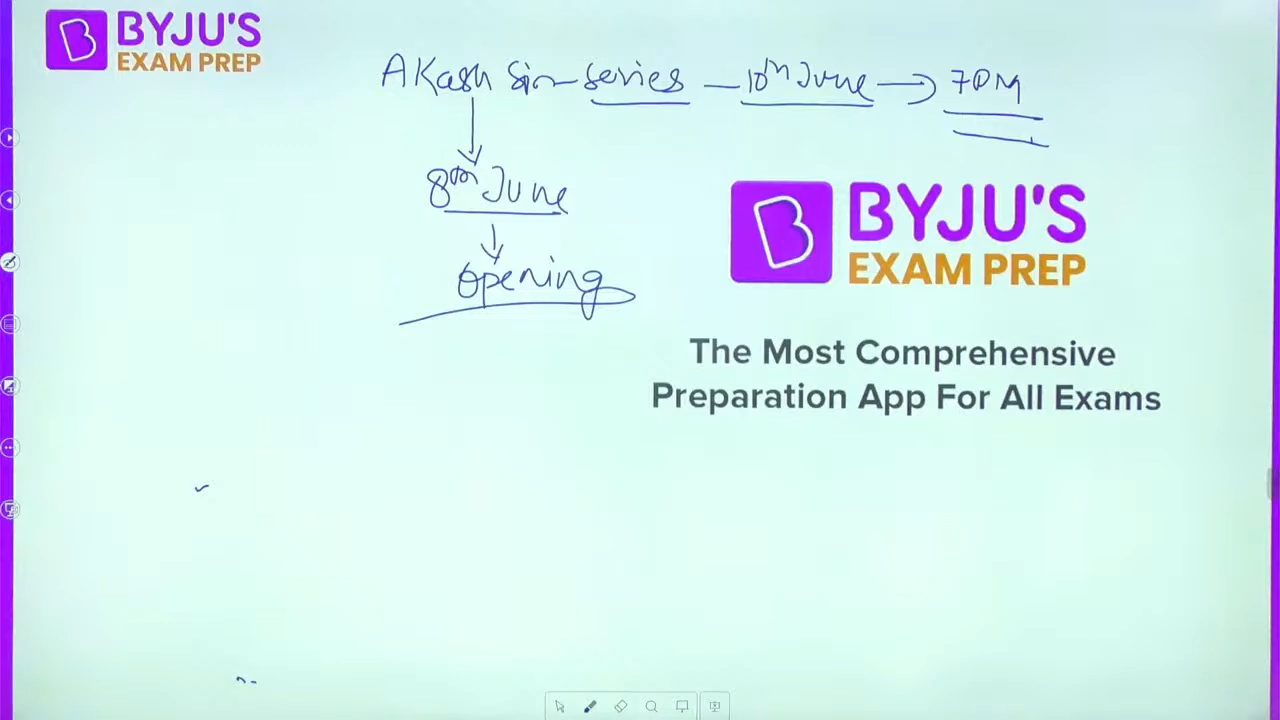 BYJU'S
EXAM PREP
AKash Sir series – 10th June → 7PM
8th June
opening
BYJU'S
EXAM PREP
The Most Comprehensive
Preparation App For All Exams